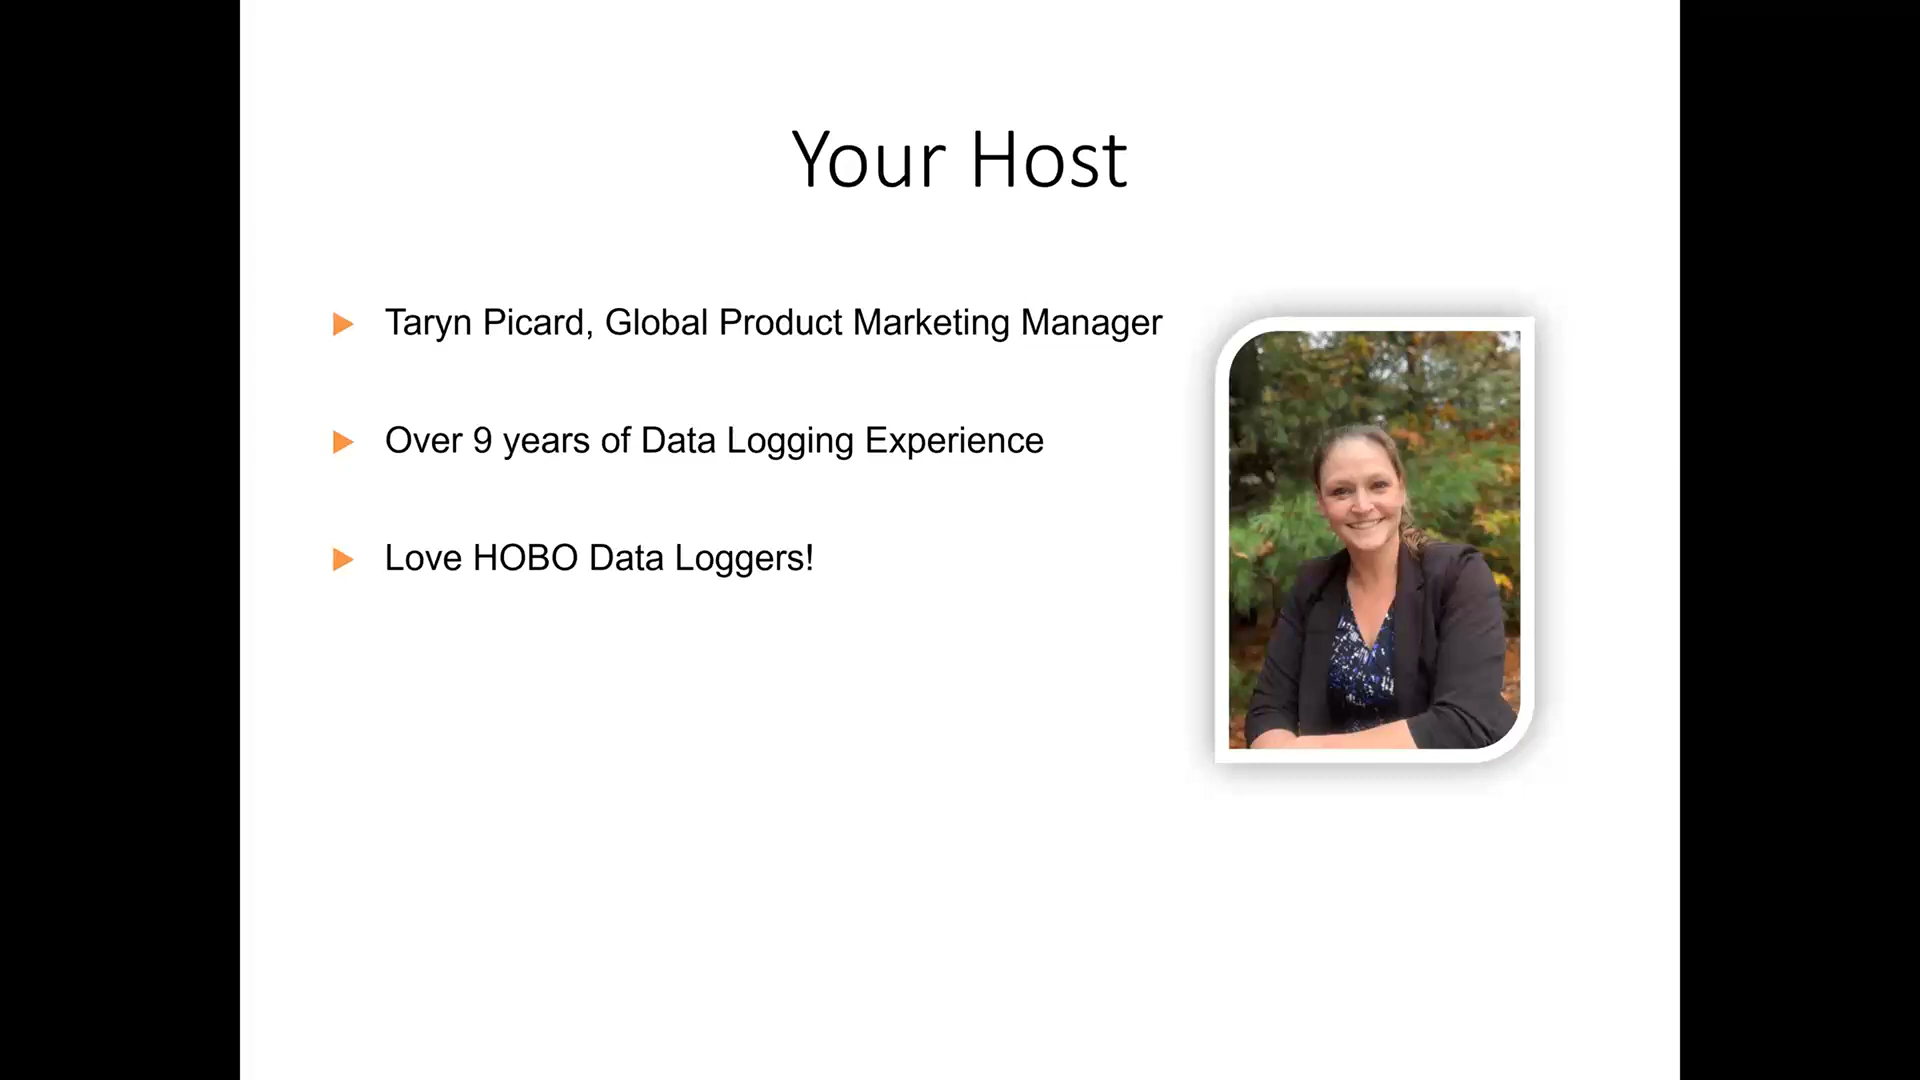 Your Host
Taryn Picard, Global Product Marketing Manager
Over 9 years of Data Logging Experience
Love HOBO Data Loggers!